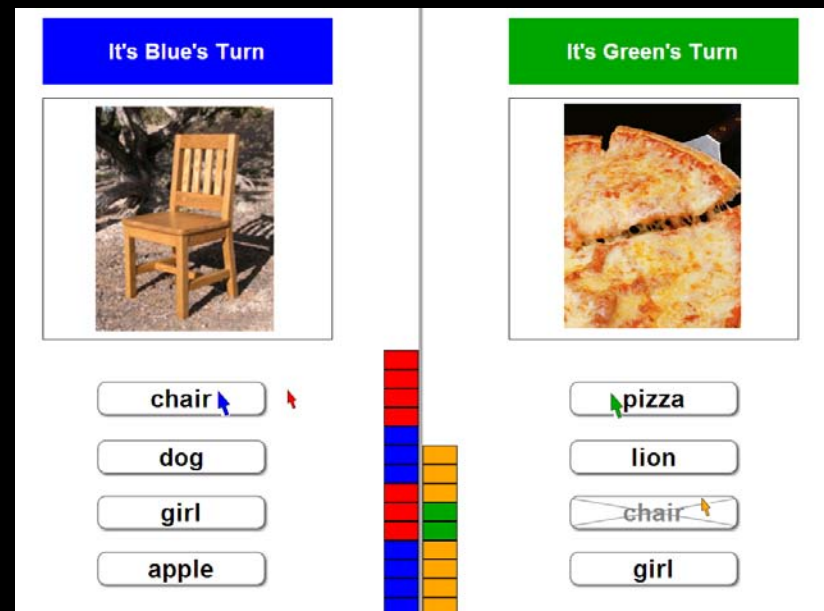 It's Blue's Turn
chair
dog
girl
apple
It's Green's Turn
pizza
lion
chair
girl